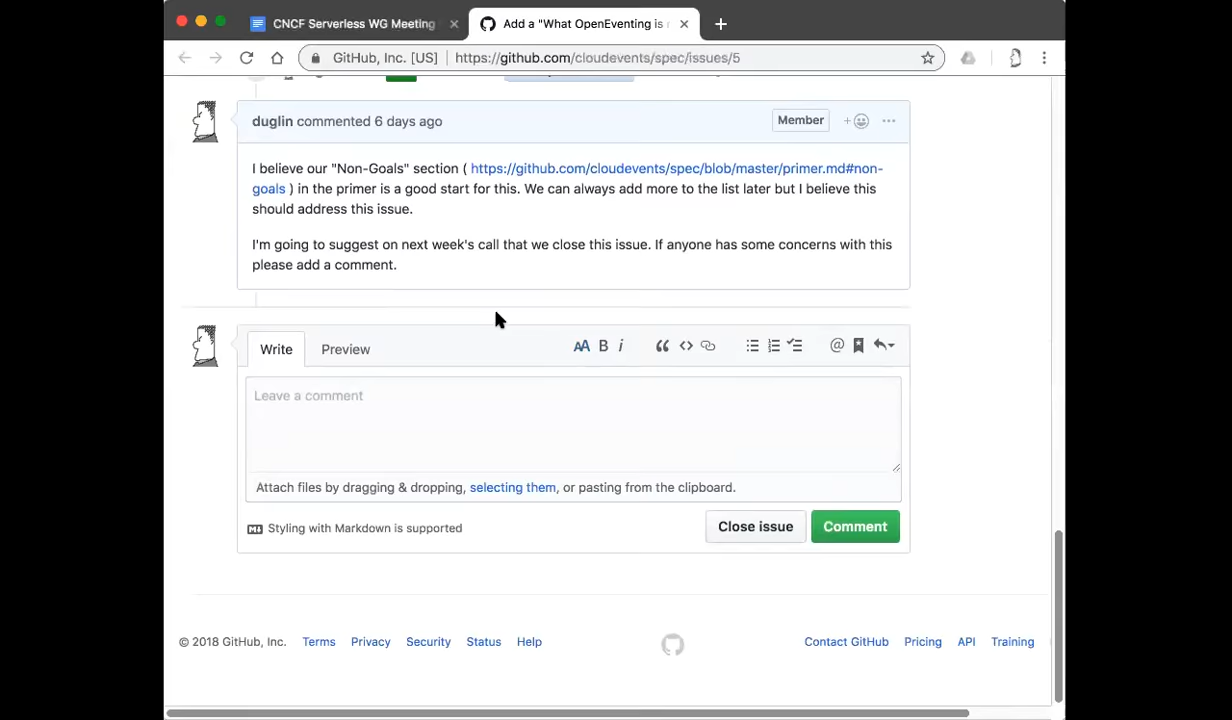 CNCF Serverless WG Meeting
Add a "What OpenEventing is
GitHub, Inc. [US]
https://github.com/cloudevents/spec/issues/5
duglin commented 6 days ago
Member
I believe our "Non-Goals" section ( https://github.com/cloudevents/spec/blob/master/primer.md#non-
goals ) in the primer is a good start for this. We can always add more to the list later but I believe this
should address this issue.
I'm going to suggest on next week's call that we close this issue. If anyone has some concerns with this
please add a comment.
Write
Preview
AA B i
Leave a comment
Attach files by dragging & dropping, selecting them, or pasting from the clipboard.
Styling with Markdown is supported
Close issue
Comment
© 2018 GitHub, Inc. Terms Privacy Security Status Help
Contact GitHub Pricing API Training